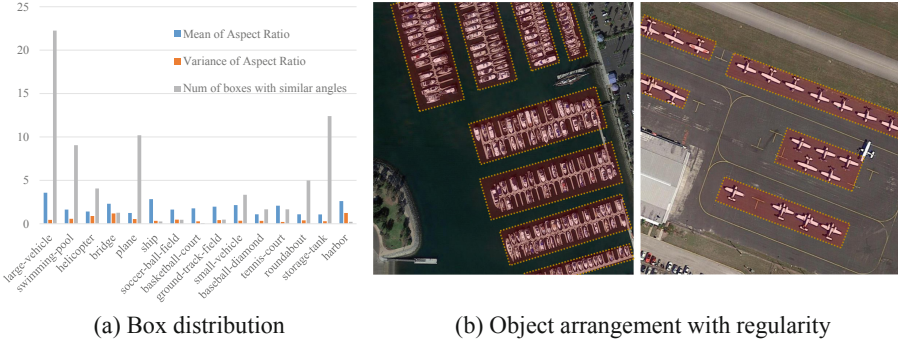 25
20
15
10
5
0
Mean of Aspect Ratio
Variance of Aspect Ratio
Num of boxes with similar angles
large-vehicle
swimming-pool
helicopter
bridge
plane
ship
soccer-ball-field
basketball-court
ground-track-field
small-vehicle
baseball-diamond
tennis-court
roundabout
storage-tank
harbor
(a) Box distribution
(b) Object arrangement with regularity